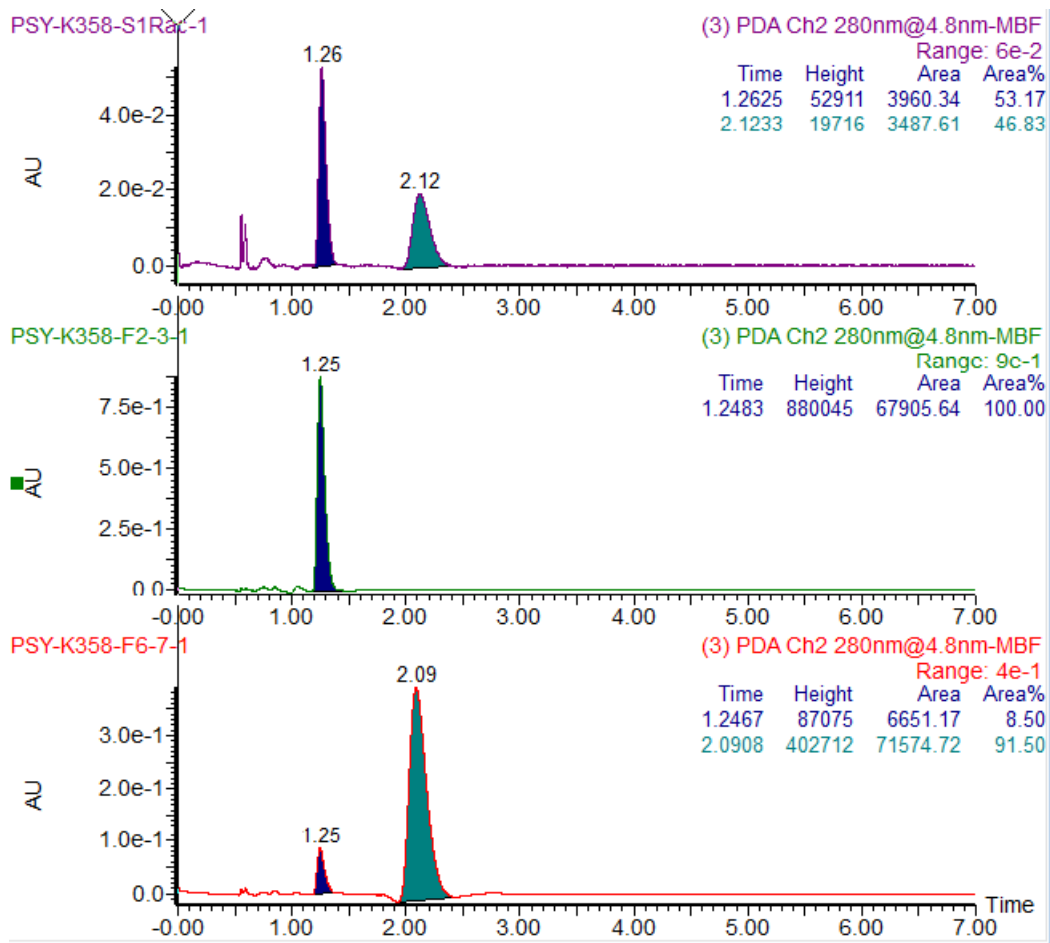 PSY-K358-S1Rac-1
(3) PDA Ch2 280nm@4.8nm-MBF
Range: 6e-2
Time Height Area Area%
1.2625 52911 3960.34 53.17
2.1233 19716 3487.61 46.83
1.26
2.12
AU
4.0e-2
2.0e-2
0.0
-0.00 1.00 2.00 3.00 4.00 5.00 6.00 7.00
PSY-K358-F2-3-1
(3) PDA Ch2 280nm@4.8nm-MBF
Range: 9e-1
Time Height Area Area%
1.2483 880045 67905.64 100.00
1.25
AU
7.5e-1
5.0e-1
2.5e-1
0.0
-0.00 1.00 2.00 3.00 4.00 5.00 6.00 7.00
PSY-K358-F6-7-1
(3) PDA Ch2 280nm@4.8nm-MBF
Range: 4e-1
Time Height Area Area%
1.2467 87075 6651.17 8.50
2.0908 402712 71574.72 91.50
2.09
1.25
AU
3.0e-1
2.0e-1
1.0e-1
0.0
Time
-0.00 1.00 2.00 3.00 4.00 5.00 6.00 7.00